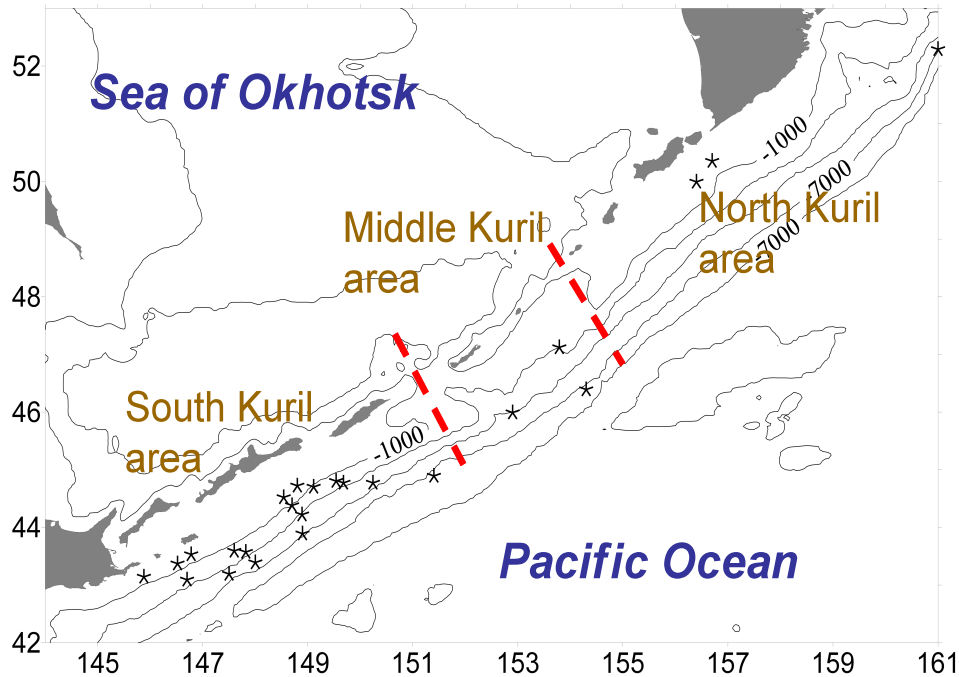 52
Sea of Okhotsk
-1000
50
-7000
Middle Kuril
area
North Kuril
area
-7000
48
46
South Kuril
area
-1000
44
Pacific Ocean
42
145 147 149 151 153 155 157 159 161